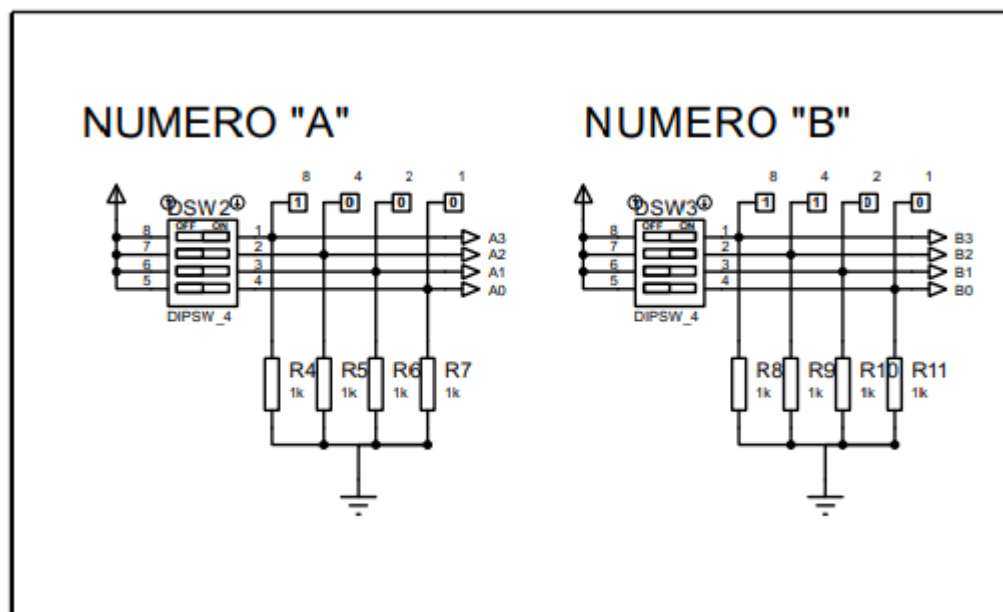 NUMERO "A"
NUMERO "B"
8 4 2 1
8 4 2 1
DSW2
1 0 0 0
DSW3
1 1 0 0
OFF ON
OFF ON
8 1 A3
7 2 A2
6 3 A1
5 4 A0
8 1 B3
7 2 B2
6 3 B1
5 4 B0
DIPSW_4
DIPSW_4
R4 R5 R6 R7
1k 1k 1k 1k
R8 R9 R10 R11
1k 1k 1k 1k